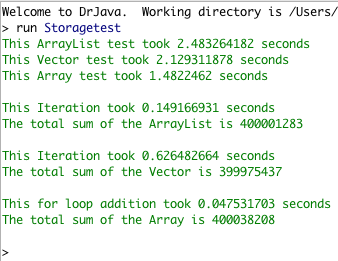 Welcome to DrJava.  Working directory is /Users/
> run Storagetest
This ArrayList test took 2.483264182 seconds
This Vector test took 2.129311878 seconds
This Array test took 1.4822462 seconds
This Iteration took 0.149166931 seconds
The total sum of the ArrayList is 400001283
This Iteration took 0.626482664 seconds
The total sum of the Vector is 399975437
This for loop addition took 0.047531703 seconds
The total sum of the Array is 400038208
>